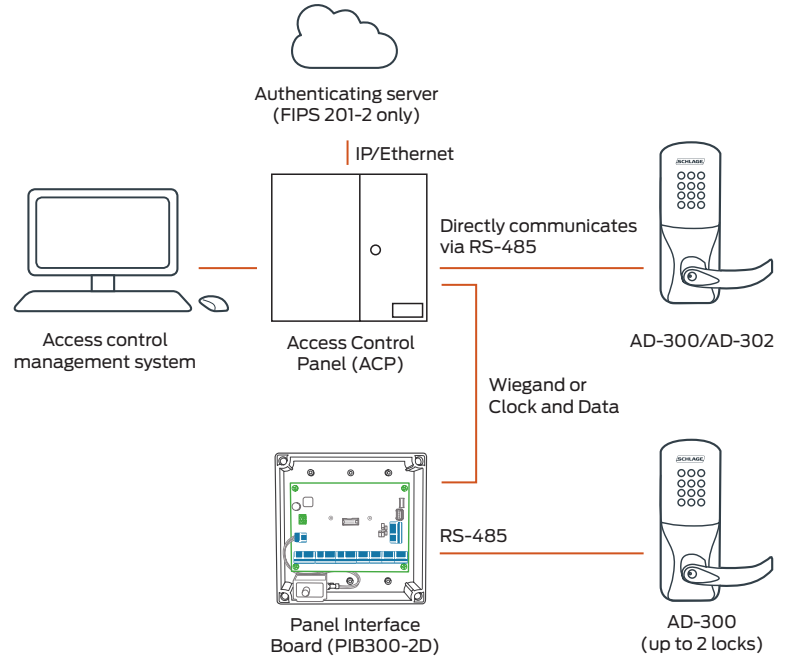 Authenticating server
(FIPS 201-2 only)
IP/Ethernet
SCHLAGE
Directly communicates
via RS-485
Access control
management system
Access Control
Panel (ACP)
AD-300/AD-302
Wiegand or
Clock and Data
SCHLAGE
RS-485
Panel Interface
Board (PIB300-2D)
AD-300
(up to 2 locks)